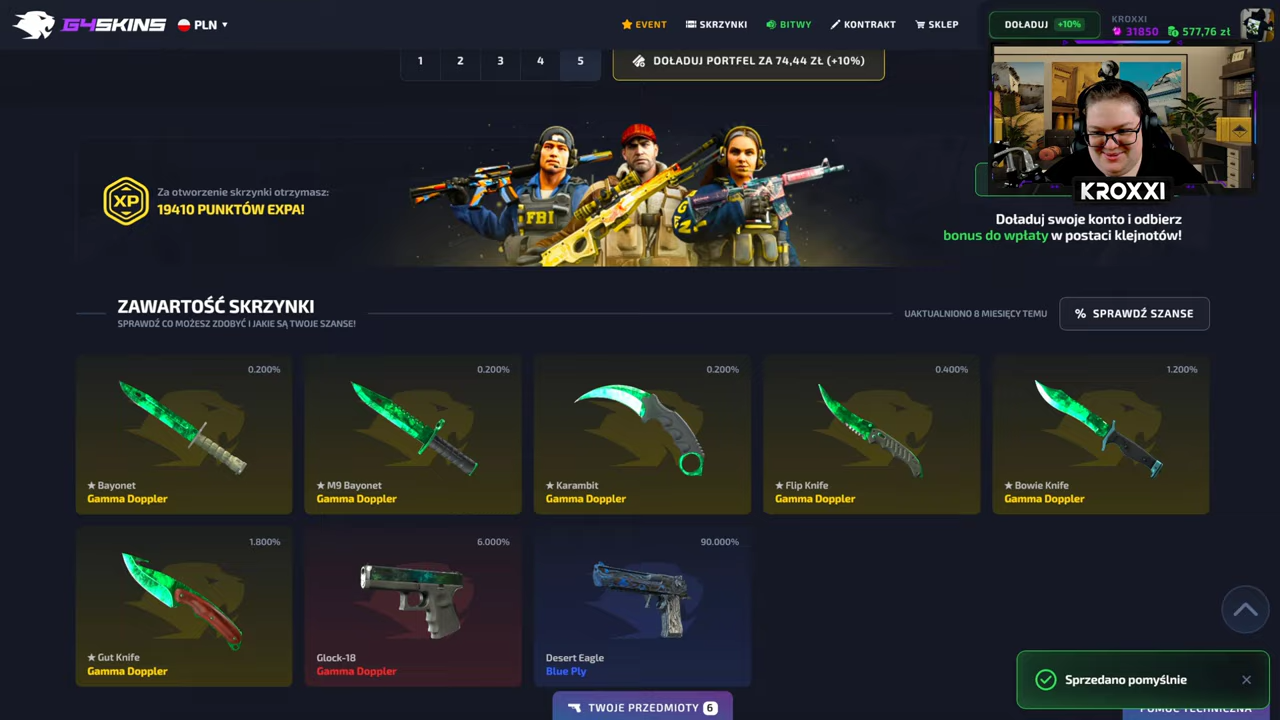 G4SKINS
PLN
EVENT
SKRZYNKI
BITWY
KONTRAKT
SKLEP
DOŁADUJ +10%
KROXXI
31850 577,76 zł
1 2 3 4 5
DOŁADUJ PORTFEL ZA 74,44 ZŁ (+10%)
XP
Za otworzenie skrzynki otrzymasz:
19410 PUNKTÓW EXPA!
FBI
KROXXI
Doładuj swoje konto i odbierz
bonus do wpłaty w postaci klejnotów!
ZAWARTOŚĆ SKRZYNKI
SPRAWDŹ CO MOŻESZ ZDOBYĆ I JAKIE SĄ TWOJE SZANSE!
UAKTUALNIONO 8 MIESIĘCY TEMU
% SPRAWDŹ SZANSE
0.200%
★ Bayonet
Gamma Doppler
0.200%
★ M9 Bayonet
Gamma Doppler
0.200%
★ Karambit
Gamma Doppler
0.400%
★ Flip Knife
Gamma Doppler
1.200%
★ Bowie Knife
Gamma Doppler
1.800%
★ Gut Knife
Gamma Doppler
6.000%
Glock-18
Gamma Doppler
90.000%
Desert Eagle
Blue Ply
Sprzedano pomyślnie
TWOJE PRZEDMIOTY 6
POMOC TECHNICZNA